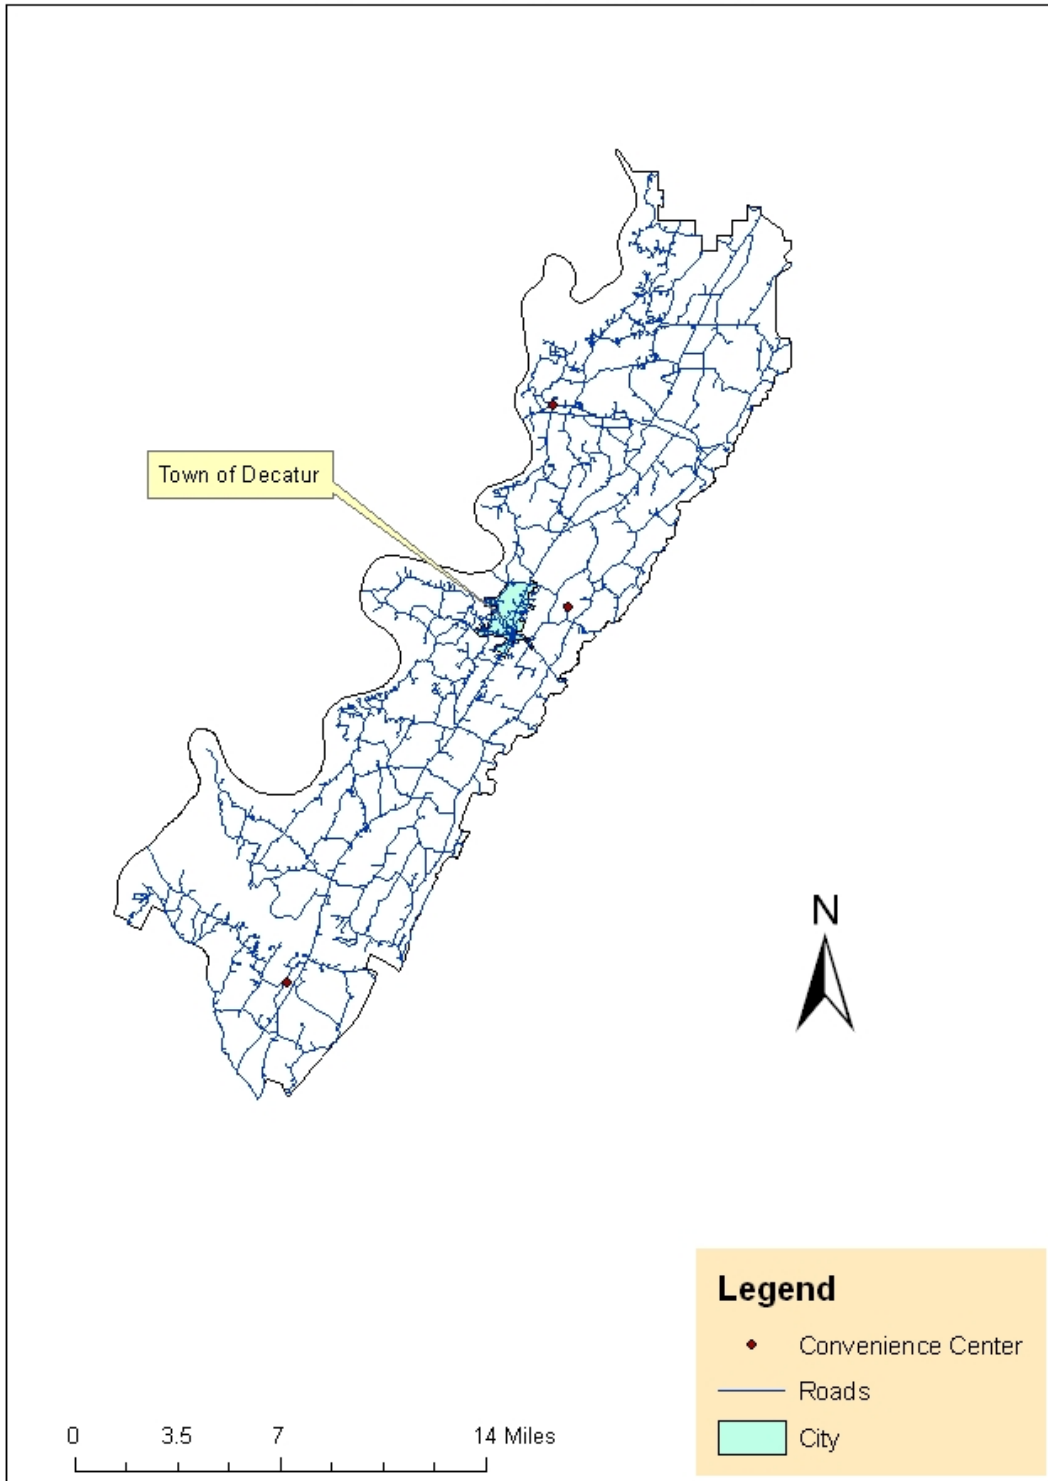 Town of Decatur
N
Legend
Convenience Center
Roads
City
0 3.5 7 14 Miles